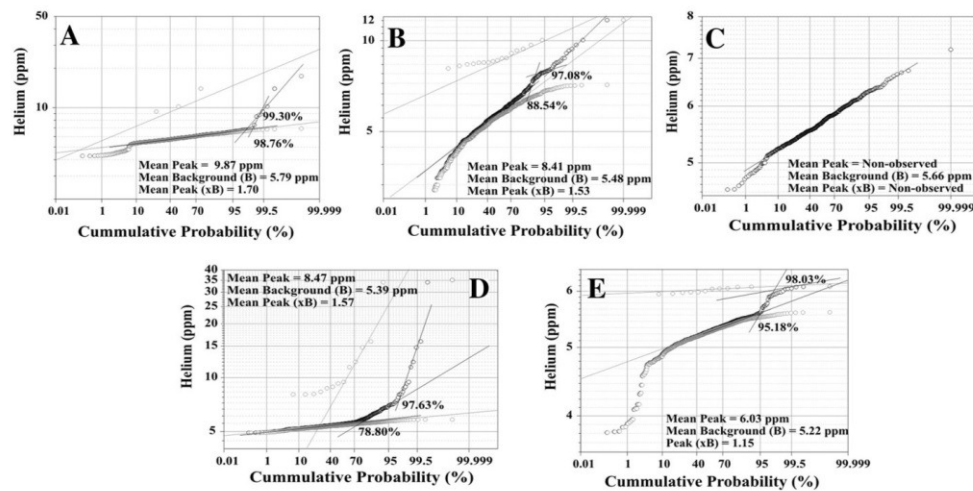 A
Helium (ppm)
50
10
99.30%
98.76%
Mean Peak = 9.87 ppm
Mean Background (B) = 5.79 ppm
Mean Peak (xB) = 1.70
0.01 1 10 40 70 95 99.5 99.999
Cummulative Probability (%)
B
Helium (ppm)
12
10
5
97.08%
88.54%
Mean Peak = 8.41 ppm
Mean Background (B) = 5.48 ppm
Mean Peak (xB) = 1.53
0.01 1 10 40 70 95 99.5 99.999
Cummulative Probability (%)
C
Helium (ppm)
8
7
6
5
Mean Peak = Non-observed
Mean Background (B) = 5.66 ppm
Mean Peak (xB) = Non-observed
0.01 1 10 40 70 95 99.5 99.999
Cummulative Probability (%)
D
Helium (ppm)
40
35
25
20
15
10
5
Mean Peak = 8.47 ppm
Mean Background (B) = 5.39 ppm
Mean Peak (xB) = 1.57
97.63%
78.80%
0.01 1 10 40 70 95 99.5 99.999
Cummulative Probability (%)
E
Helium (ppm)
6
5
4
98.03%
95.18%
Mean Peak: = 6.03 ppm
Mean Background (B) = 5.22 ppm
Peak (xB) = 1.15
0.01 1 10 40 70 95 99.5 99.999
Cummulative Probability (%)